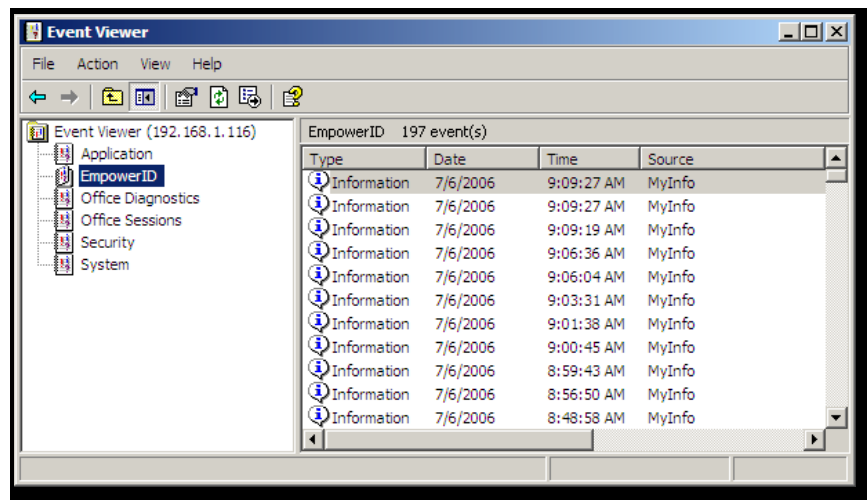 Event Viewer
File Action View Help
Event Viewer (192.168.1.116)
Application
EmpowerID
Office Diagnostics
Office Sessions
Security
System
EmpowerID 197 event(s)
Type Date Time Source
Information 7/6/2006 9:09:27 AM MyInfo
Information 7/6/2006 9:09:27 AM MyInfo
Information 7/6/2006 9:09:19 AM MyInfo
Information 7/6/2006 9:06:36 AM MyInfo
Information 7/6/2006 9:06:04 AM MyInfo
Information 7/6/2006 9:03:31 AM MyInfo
Information 7/6/2006 9:01:38 AM MyInfo
Information 7/6/2006 9:00:45 AM MyInfo
Information 7/6/2006 8:59:43 AM MyInfo
Information 7/6/2006 8:56:50 AM MyInfo
Information 7/6/2006 8:48:58 AM MyInfo